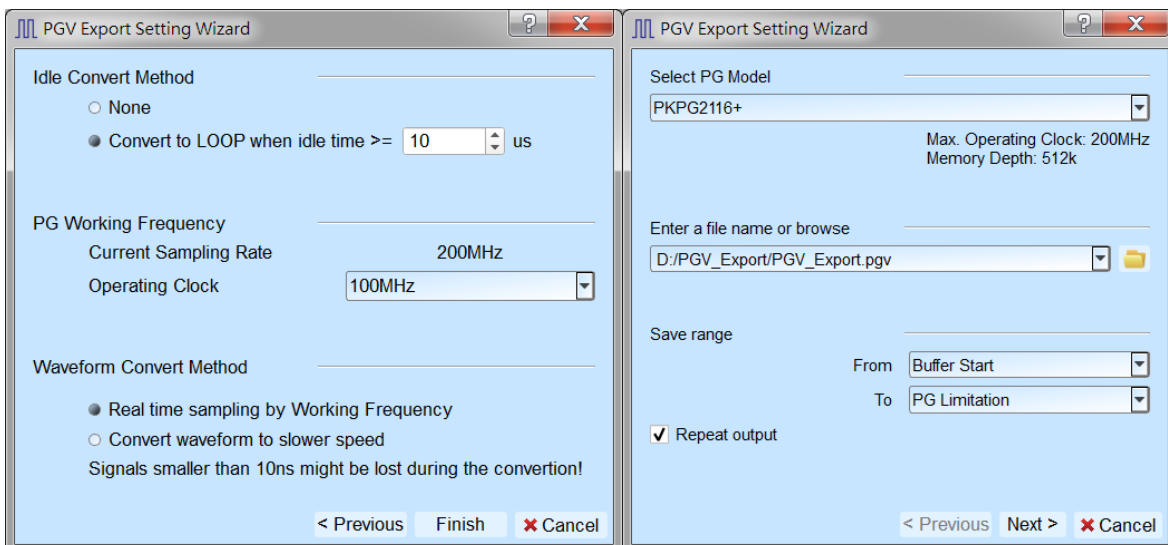 PGV Export Setting Wizard
Idle Convert Method
None
Convert to LOOP when idle time >= 10 us
PG Working Frequency
Current Sampling Rate 200MHz
Operating Clock 100MHz
Waveform Convert Method
Real time sampling by Working Frequency
Convert waveform to slower speed
Signals smaller than 10ns might be lost during the convertion!
< Previous Finish Cancel
PGV Export Setting Wizard
Select PG Model
PKPG2116+
Max. Operating Clock: 200MHz
Memory Depth: 512k
Enter a file name or browse
D:/PGV_Export/PGV_Export.pgv
Save range
From Buffer Start
To PG Limitation
Repeat output
< Previous Next > Cancel